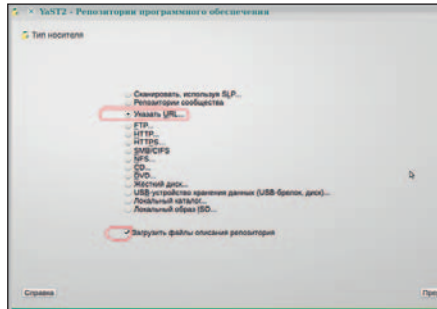 YaST2 - Репозитории программного обеспечения
Тип носителя
Сканировать, используя SLP...
Репозитории сообщества
Указать URL...
FTP...
HTTP...
HTTPS...
SMB/CIFS
NFS...
CD...
DVD...
Жёсткий диск...
USB-устройство хранения данных (USB-брелок, диск)...
Локальный каталог...
Локальный образ ISO...
Загрузить файлы описания репозитория
Справка
Пре